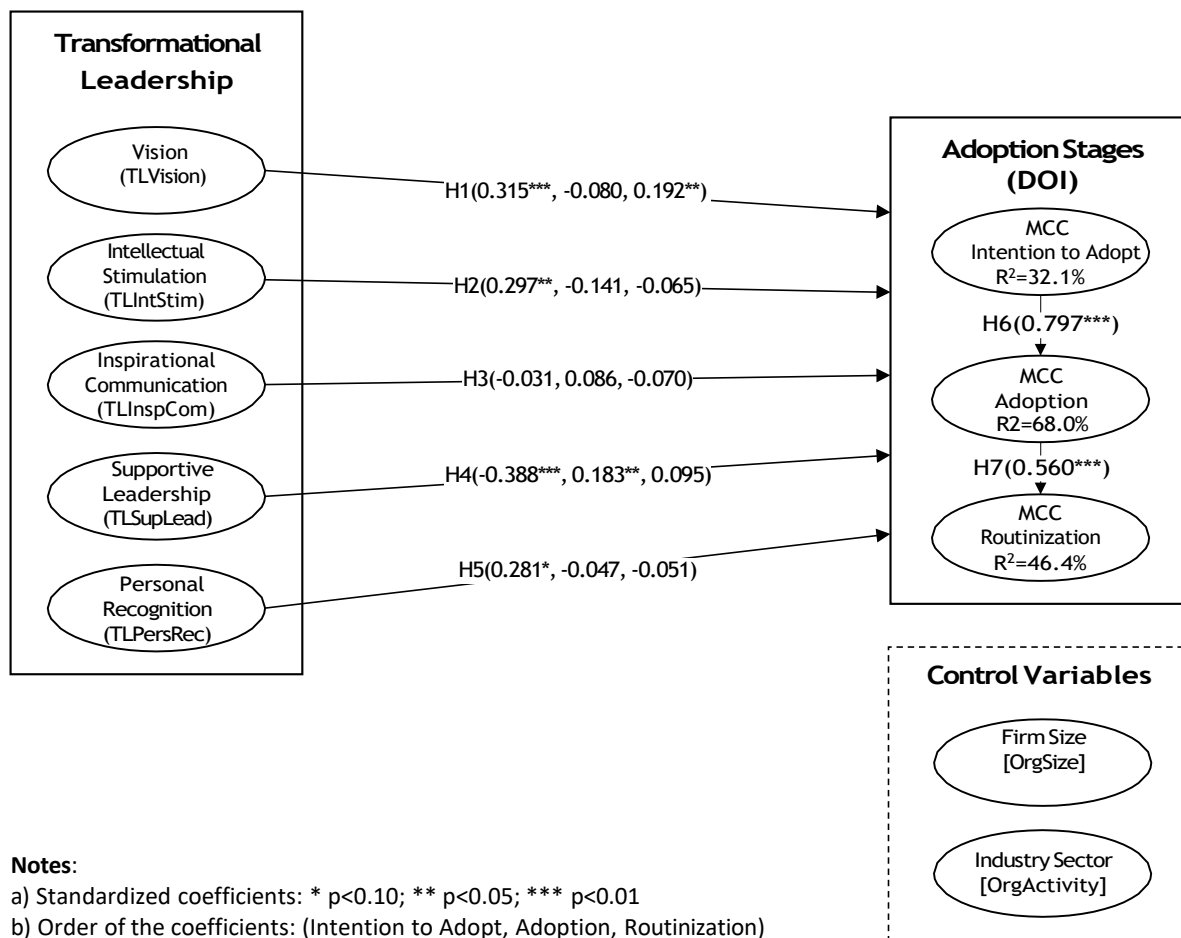 Transformational
Leadership
Vision
(TLVision)
Intellectual
Stimulation
(TLIntStim)
Inspirational
Communication
(TLInspCom)
Supportive
Leadership
(TLSupLead)
Personal
Recognition
(TLPersRec)
H1(0.315***, -0.080, 0.192**)
H2(0.297**, -0.141, -0.065)
H3(-0.031, 0.086, -0.070)
H4(-0.388***, 0.183**, 0.095)
H5(0.281*, -0.047, -0.051)
Adoption Stages
(DOI)
MCC
Intention to Adopt
R²=32.1%
H6(0.797***)
MCC
Adoption
R2=68.0%
H7(0.560***)
MCC
Routinization
R²=46.4%
Control Variables
Firm Size
[OrgSize]
Industry Sector
[OrgActivity]
Notes:
a) Standardized coefficients: * p<0.10; ** p<0.05; *** p<0.01
b) Order of the coefficients: (Intention to Adopt, Adoption, Routinization)